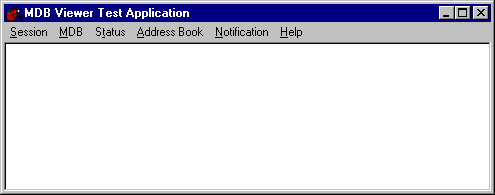 MDB Viewer Test Application
Session MDB Status Address Book Notification Help